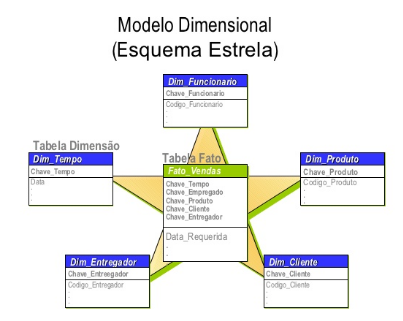 Modelo Dimensional
(Esquema Estrela)
Dim_Funcionario
Chave_Funcionario
Codigo_Funcionario
Tabela Dimensão
Dim_Tempo
Chave_Tempo
Data
Tabela Fato
Fato_Vendas
Chave_Tempo
Chave_Empregado
Chave_Produto
Chave_Cliente
Chave_Entregador
Data_Requerida
Dim_Produto
Chave_Produto
Codigo_Produto
Dim_Entregador
Chave_Entreegador
Codigo_Entregador
Dim_Cliente
Chave_Cliente
Codigo_Cliente